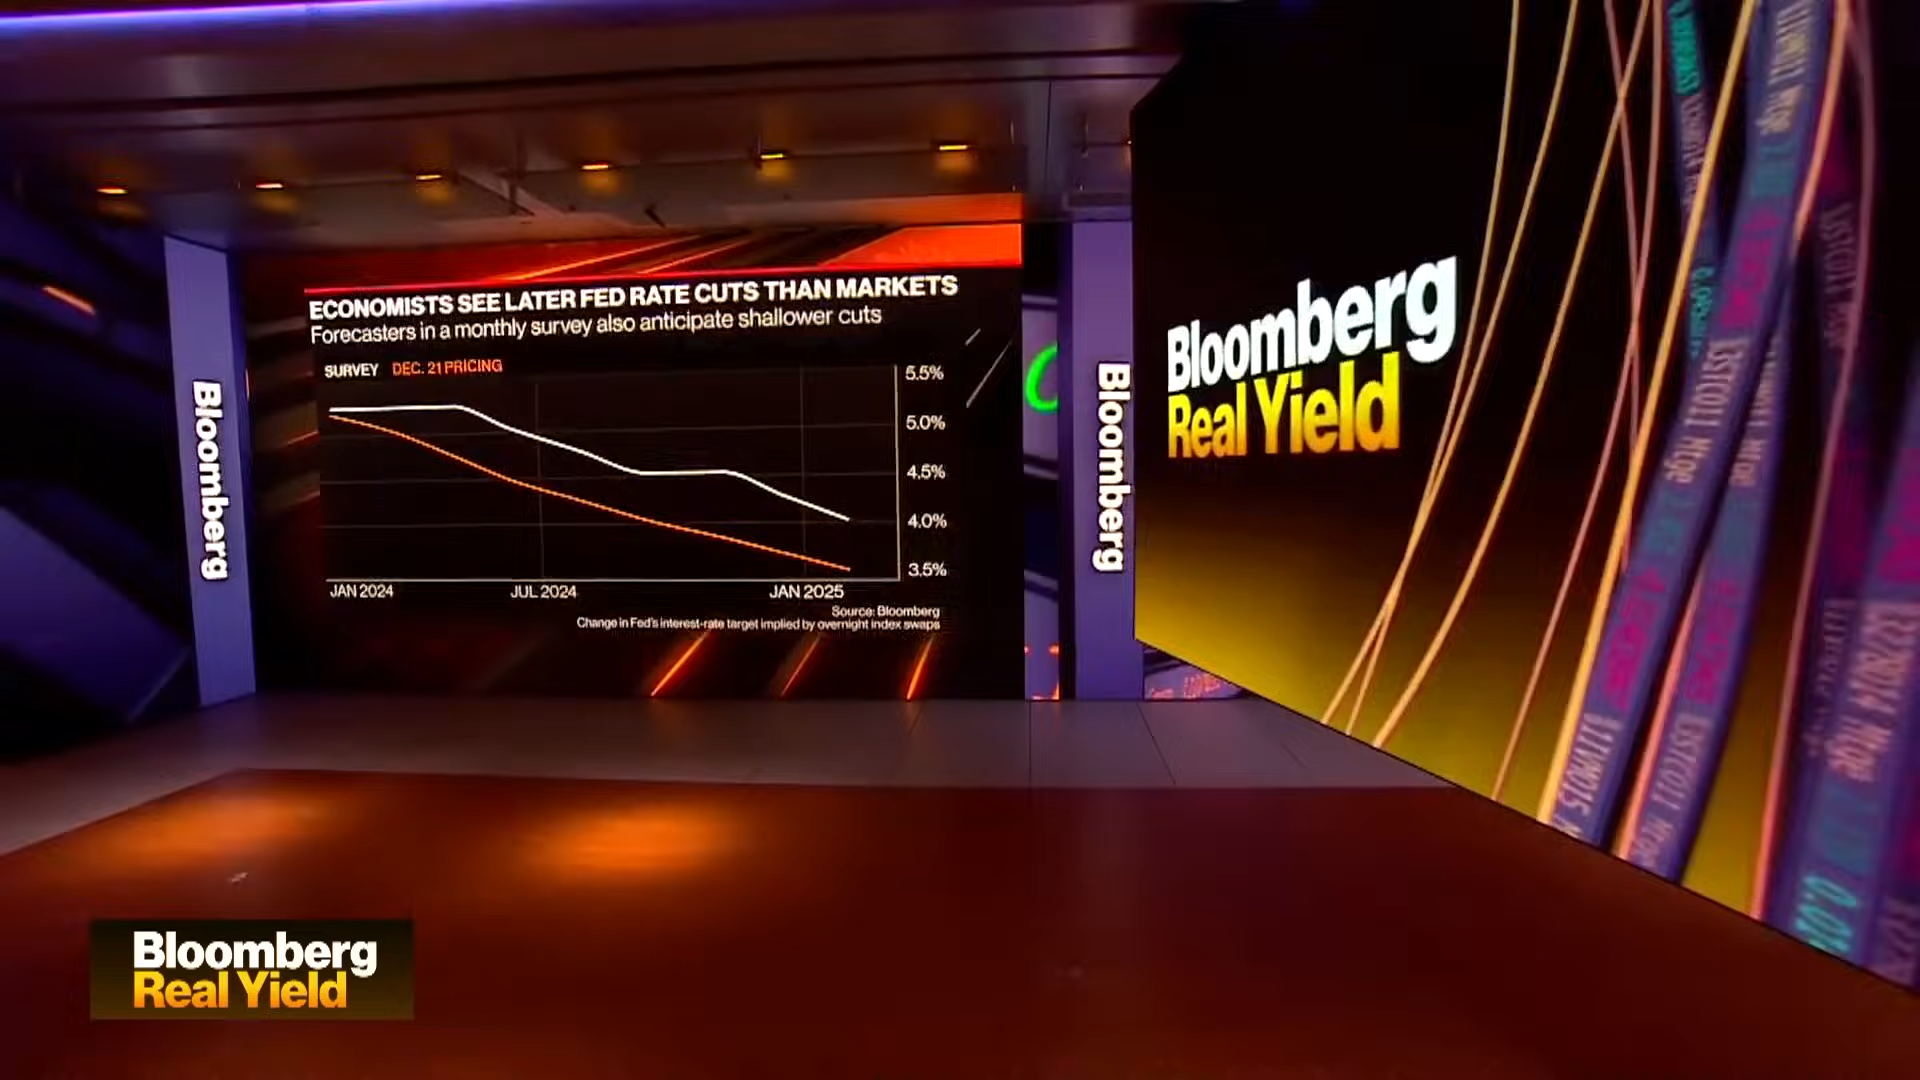 ECONOMISTS SEE LATER FED RATE CUTS THAN MARKETS
Forecasters in a monthly survey also anticipate shallower cuts
SURVEY DEC. 21 PRICING
5.5%
5.0%
4.5%
4.0%
3.5%
JAN 2024 JUL 2024 JAN 2025
Source: Bloomberg
Change in Fed's interest-rate target implied by overnight index swaps
Bloomberg
Bloomberg
Bloomberg
Real Yield
Bloomberg
Real Yield